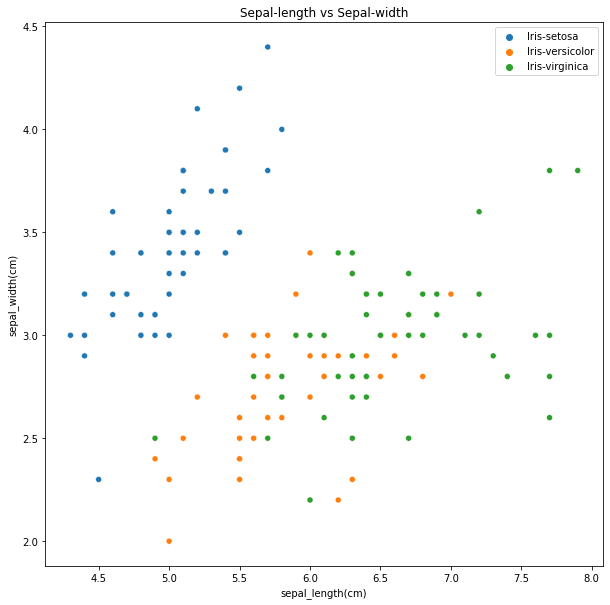 Sepal-length vs Sepal-width
Iris-setosa
Iris-versicolor
Iris-virginica
4.5
4.0
3.5
3.0
2.5
2.0
sepal_width(cm)
4.5 5.0 5.5 6.0 6.5 7.0 7.5 8.0
sepal_length(cm)